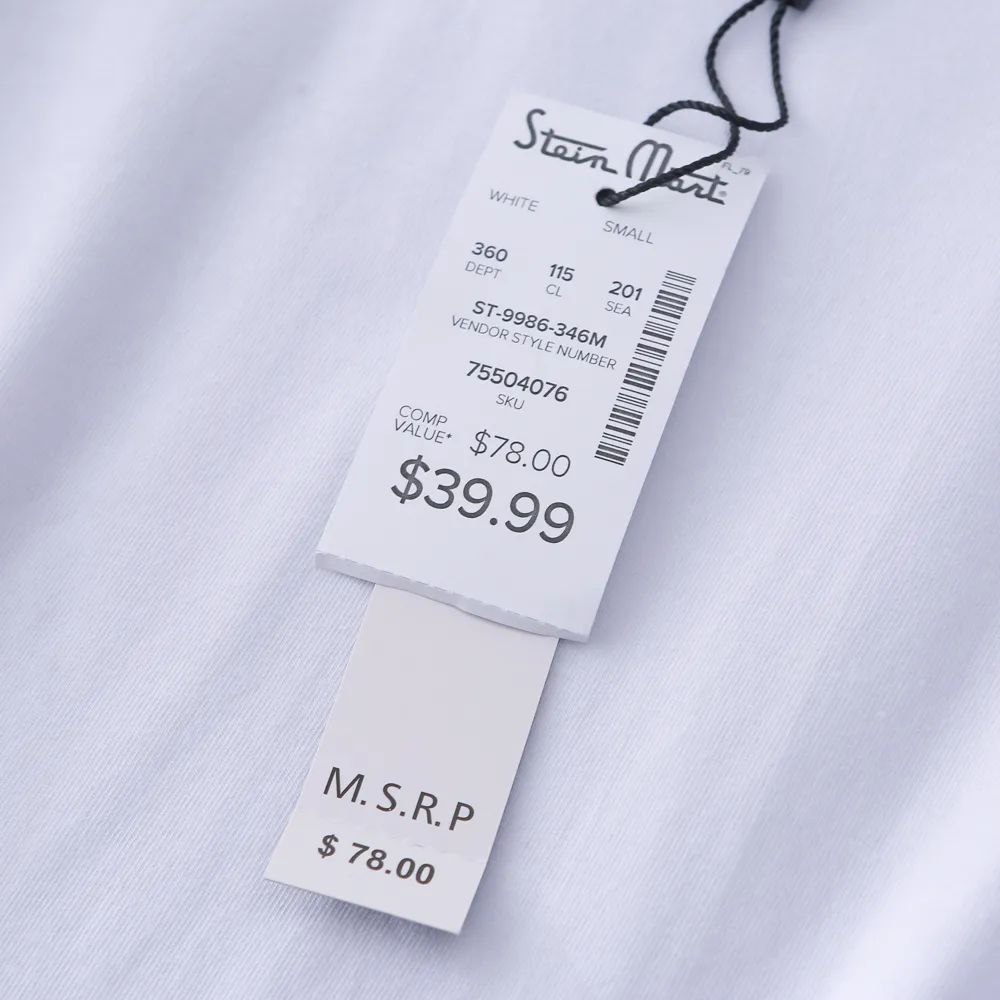 Stein Mart®
FL_79
WHITE
SMALL
360 115 201
DEPT CL SEA
ST-9986-346M
VENDOR STYLE NUMBER
75504076
SKU
COMP
VALUE* $78.00
$39.99
M.S.R.P
$ 78.00